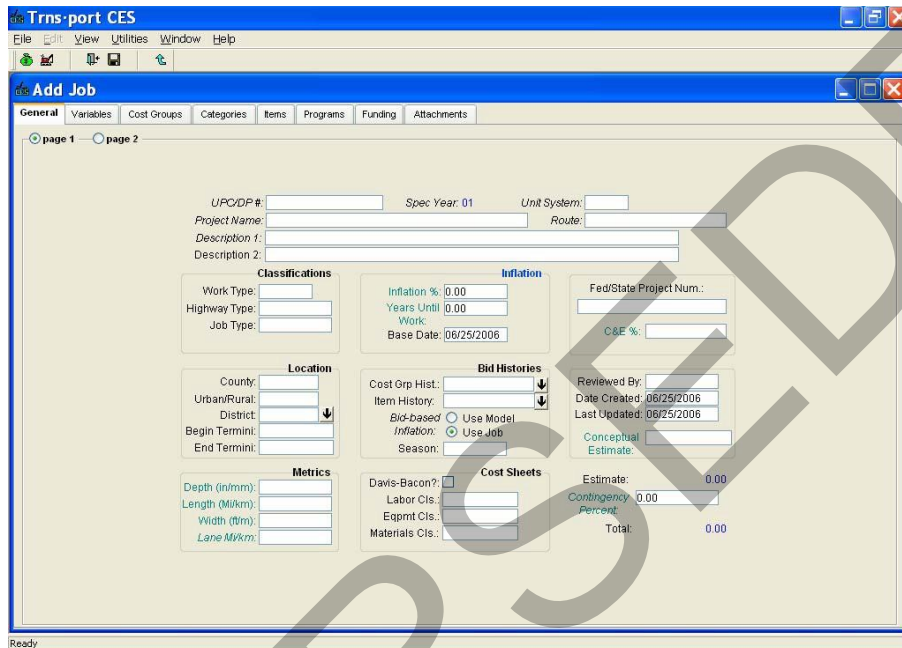 Trns·port CES
File Edit View Utilities Window Help
Add Job
General Variables Cost Groups Categories Items Programs Funding Attachments
page 1 page 2
UPC/DP #: Spec Year: 01 Unit System:
Project Name: Route:
Description 1:
Description 2:
Classifications
Work Type:
Highway Type:
Job Type:
Inflation
Inflation %: 0.00
Years Until Work: 0.00
Base Date: 06/25/2006
Fed/State Project Num.:
C&E %:
Location
County:
Urban/Rural:
District:
Begin Termini:
End Termini:
Bid Histories
Cost Grp Hist.:
Item History:
Bid-based Inflation: Use Model
Use Job
Season:
Reviewed By:
Date Created: 06/25/2006
Last Updated: 06/25/2006
Conceptual Estimate:
Metrics
Depth (in/mm):
Length (Mi/km):
Width (ft/m):
Lane Mi/km:
Cost Sheets
Davis-Bacon?:
Labor Cls.:
Eqpmt Cls.:
Materials Cls.:
Estimate: 0.00
Contingency Percent: 0.00
Total: 0.00
Ready